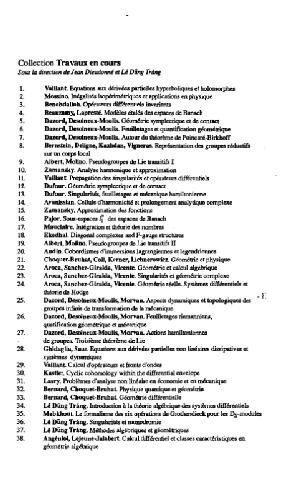 Collection Travaux en cours
Sous la direction de Jean Dieudonné et Lê Dũng Tráng
1. Vaillant. Equations aux dérivées partielles hyperboliques et holomorphes
2. Mossino. Inégalités isopérimétriques et applications en physique
3. Benabdallah. Opérateurs différentiels invariants
4. Beauzamy, Lapresté. Modèles étalés des espaces de Banach
5. Dazord, Desolneux-Moulis. Géométrie symplectique et de contact
6. Dazord, Desolneux-Moulis. Feuilletages et quantification géométrique
7. Dazord, Desolneux-Moulis. Autour du théorème de Poincaré-Birkhoff
8. Bernstein, Deligne, Kazhdan, Vigneras. Représentation des groupes réductifs
sur un corps local
9. Albert, Molino. Pseudogroupes de Lie transitifs I
10. Zamansky. Analyse harmonique et approximation
11. Vaillant. Propagation des singularités et opérateurs différentiels
12. Dufour. Géométrie symplectique et de contact
13. Dufour. Singularités, feuilletages et mécanique hamiltonienne
14. Avanissian. Cellule d'harmonicité et prolongement analytique complexe
15. Zamansky. Approximation des fonctions
16. Pajor. Sous-espaces des espaces de Banach
17. Mawhin. Intégration et théorie des nombres
18. Ekedhal. Diagonal complexes and F-gauge structures
19. Albert, Molino. Pseudogroupes de Lie transitifs II
20. Audin. Cobordismes d'immersions lagrangiennes et legendriennes
21. Choquet-Bruhat, Coll, Kerner, Lichnerowicz. Géométrie et physique
22. Aroca, Sanchez-Giralda, Vicente. Géométrie et calcul algébrique
23. Aroca, Sanchez-Giralda, Vicente. Singularités et géométrie complexe
24. Aroca, Sanchez-Giralda, Vicente. Géométrie réelle. Systèmes différentiels et
théorie de Hodge
25. Dazord, Desolneux-Moulis, Morvan. Aspects dynamiques et topologiques des
groupes infinis de transformation de la mécanique
26. Dazord, Desolneux-Moulis, Morvan. Feuilletages riemanniens,
quantification géométrique et mécanique
27. Dazord, Desolneux-Moulis, Morvan. Actions hamiltoniennes
de groupes. Troisième théorème de Lie
28. Ghidaglia, Saut. Equations aux dérivées partielles non linéaires dissipatives et
systèmes dynamiques
29. Vaillant. Calcul d'opérateurs et fronts d'ondes
30. Kastler. Cyclic cohomology within the differential envelope
31. Laury. Problèmes d'analyse non linéaire en économie et en mécanique
32. Bernard, Choquet-Bruhat. Physique quantique et géométrie
33. Bernard, Choquet-Bruhat. Géométrie différentielle
34. Lê Dũng Tráng. Introduction à la théorie algébrique des systèmes différentiels
35. Mebkhout. Le formalisme des six opérations de Grothendieck pour les D-modules
36. Lê Dũng Tráng. Singularités et monodromie
37. Lê Dũng Tráng. Méthodes algébriques et géométriques
38. Angéniol, Lejeune-Jalabert. Calcul différentiel et classes caractéristiques en
géométrie algébrique